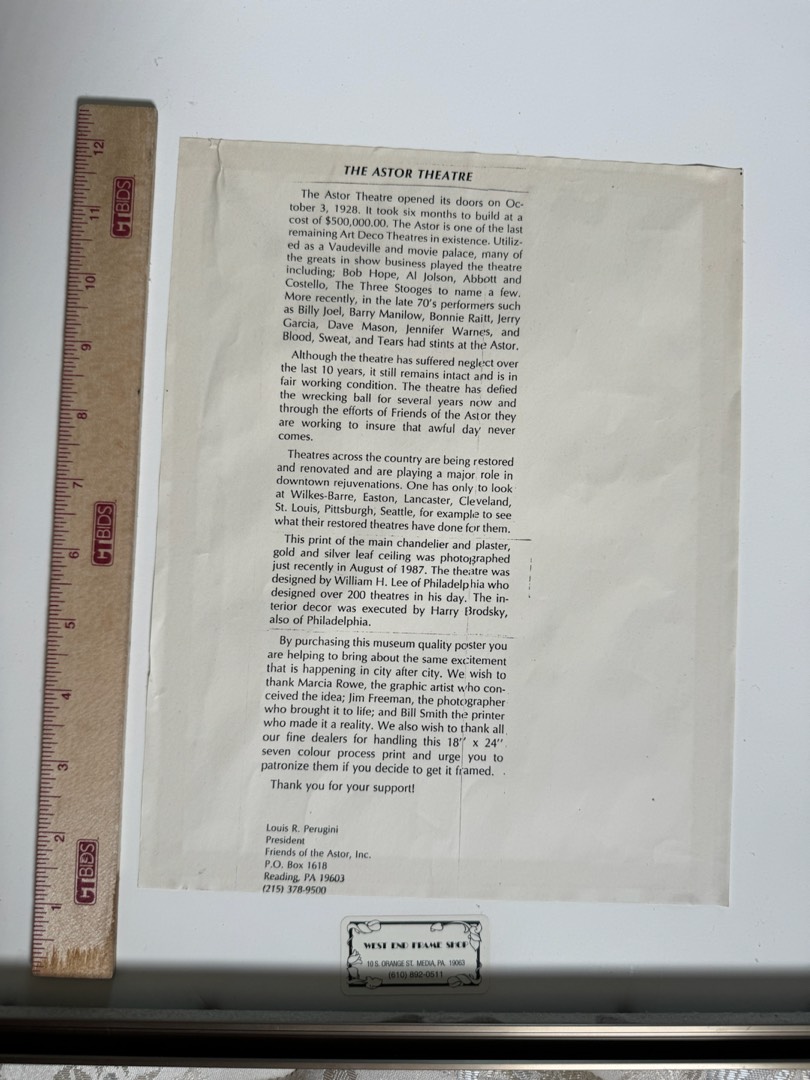 THE ASTOR THEATRE
The Astor Theatre opened its doors on Oc-
tober 3, 1928. It took six months to build at a
cost of $500,000.00. The Astor is one of the last
remaining Art Deco Theatres in existence. Utiliz-
ed as a Vaudeville and movie palace, many of
the greats in show business played the theatre
including; Bob Hope, Al Jolson, Abbott and
Costello, The Three Stooges to name a few.
More recently, in the late 70's performers such
as Billy Joel, Barry Manilow, Bonnie Raitt, Jerry
Garcia, Dave Mason, Jennifer Warnes, and
Blood, Sweat, and Tears had stints at the Astor.
Although the theatre has suffered neglect over
the last 10 years, it still remains intact and is in
fair working condition. The theatre has defied
the wrecking ball for several years now and
through the efforts of Friends of the Astor they
are working to insure that awful day never
comes.
Theatres across the country are being restored
and renovated and are playing a major role in
downtown rejuvenations. One has only to look
at Wilkes-Barre, Easton, Lancaster, Cleveland,
St. Louis, Pittsburgh, Seattle, for example to see
what their restored theatres have done for them.
This print of the main chandelier and plaster,
gold and silver leaf ceiling was photographed
just recently in August of 1987. The theatre was
designed by William H. Lee of Philadelphia who
designed over 200 theatres in his day. The in-
terior decor was executed by Harry Brodsky,
also of Philadelphia.
By purchasing this museum quality poster you
are helping to bring about the same excitement
that is happening in city after city. We wish to
thank Marcia Rowe, the graphic artist who con-
ceived the idea; Jim Freeman, the photographer
who brought it to life; and Bill Smith the printer
who made it a reality. We also wish to thank all
our fine dealers for handling this 18" x 24"
seven colour process print and urge you to
patronize them if you decide to get it framed.
Thank you for your support!
Louis R. Perugini
President
Friends of the Astor, Inc.
P.O. Box 1618
Reading, PA 19603
(215) 378-9500
WEST END FRAME SHOP
10 S. ORANGE ST. MEDIA, PA. 19063
(610) 892-0511
1 2 3 4 5 6 7 8 9 10 11 12
CTBIDS
CTBIDS
CTBIDS